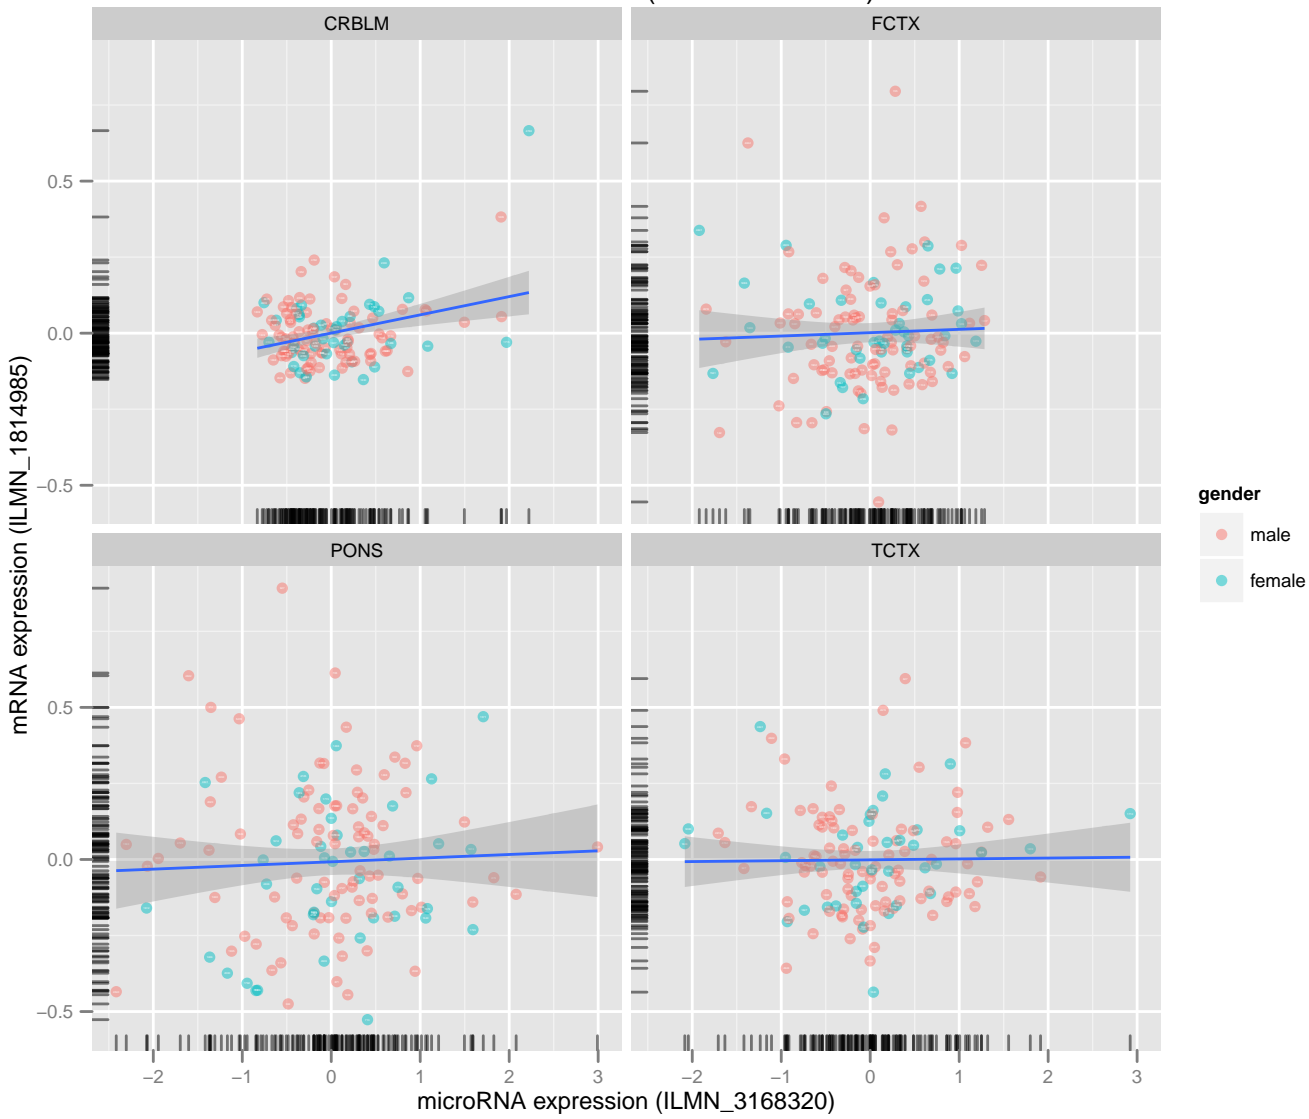 CRBLM
FCTX
0.5
0.0
−0.5
PONS
TCTX
0.5
0.0
−0.5
−2
−1
0
1
2
3
−2
−1
0
1
2
3
microRNA expression (ILMN_3168320)
mRNA expression (ILMN_1814985)
gender
male
female